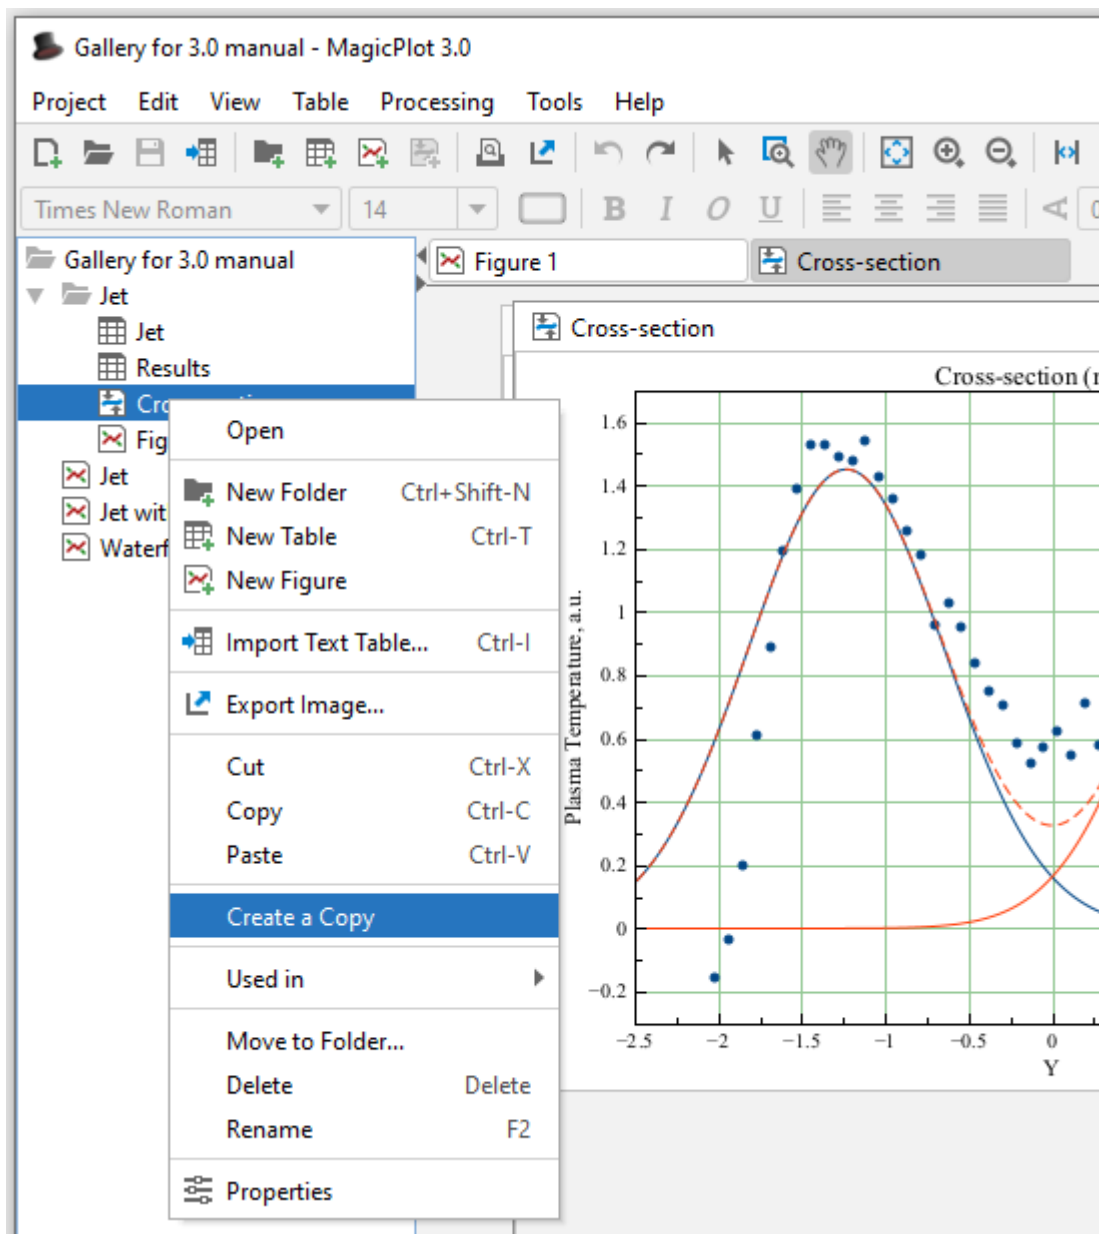 Gallery for 3.0 manual - MagicPlot 3.0
Project Edit View Table Processing Tools Help
Times New Roman 14 B I O U
Gallery for 3.0 manual
Jet
Jet
Results
Jet
Figure 1 Cross-section
Cross-section
Open
New Folder Ctrl+Shift-N
New Table Ctrl-T
New Figure
Import Text Table... Ctrl-I
Export Image...
Cut Ctrl-X
Copy Ctrl-C
Paste Ctrl-V
Create a Copy
Used in
Move to Folder...
Delete Delete
Rename F2
Properties
Cross-section
Plasma Temperature, a.u.
1.6
1.4
1.2
1
0.8
0.6
0.4
0.2
0
−0.2
−2.5 −2 −1.5 −1 −0.5 0
Y